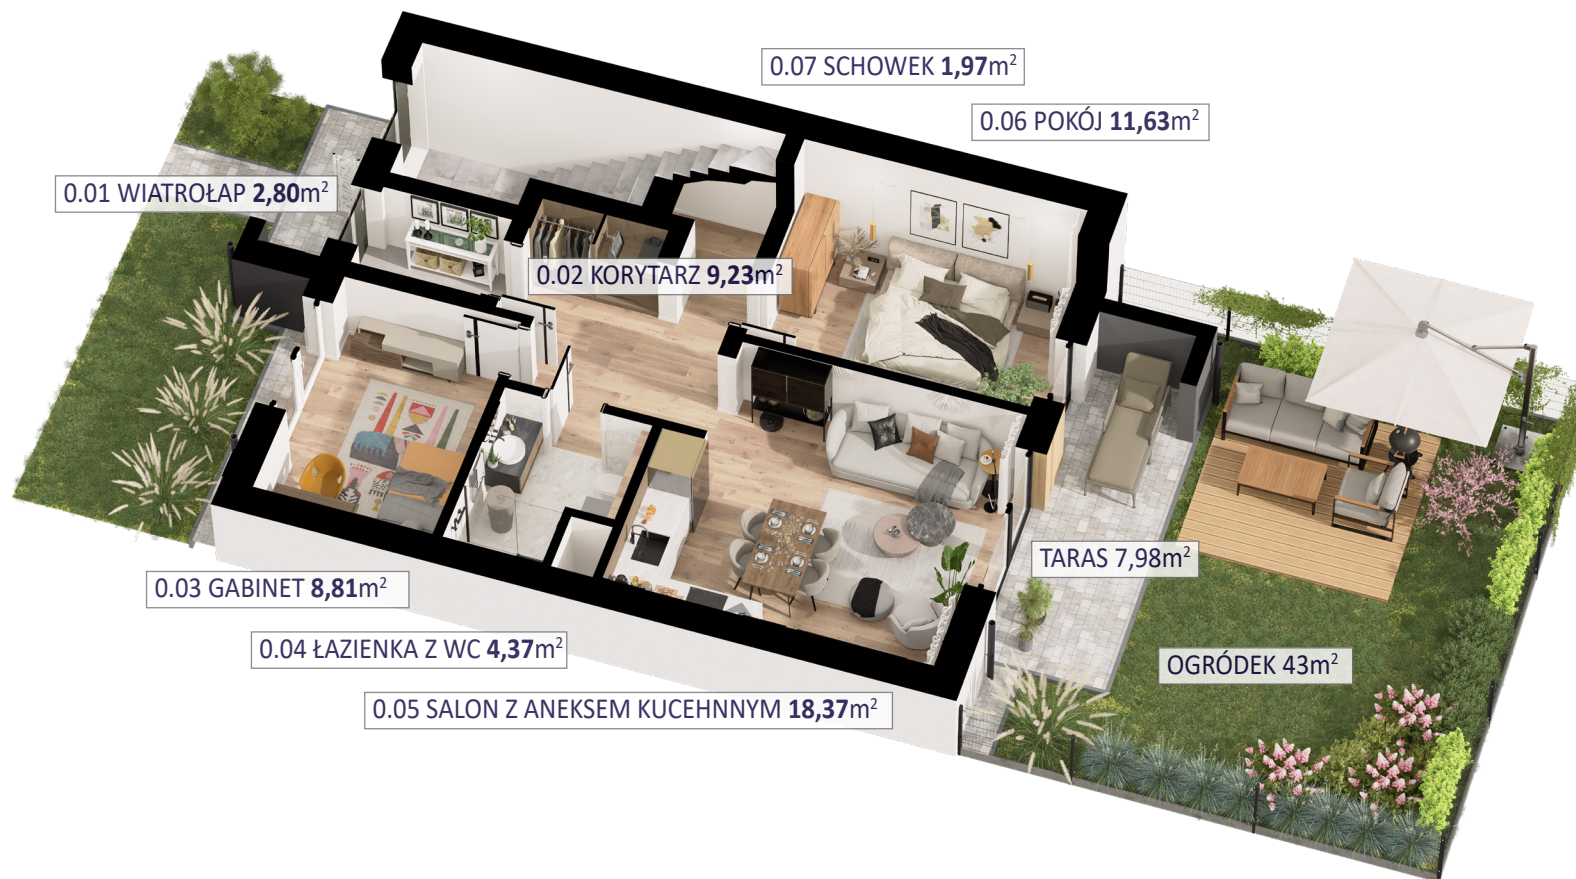 0.07 SCHOWEK 1,97m²
0.06 POKÓJ 11,63m²
0.01 WIATROŁAP 2,80m²
0.02 KORYTARZ 9,23m²
TARAS 7,98m²
0.03 GABINET 8,81m²
0.04 ŁAZIENKA Z WC 4,37m²
OGRÓDEK 43m²
0.05 SALON Z ANEKSEM KUCEHNNYM 18,37m²